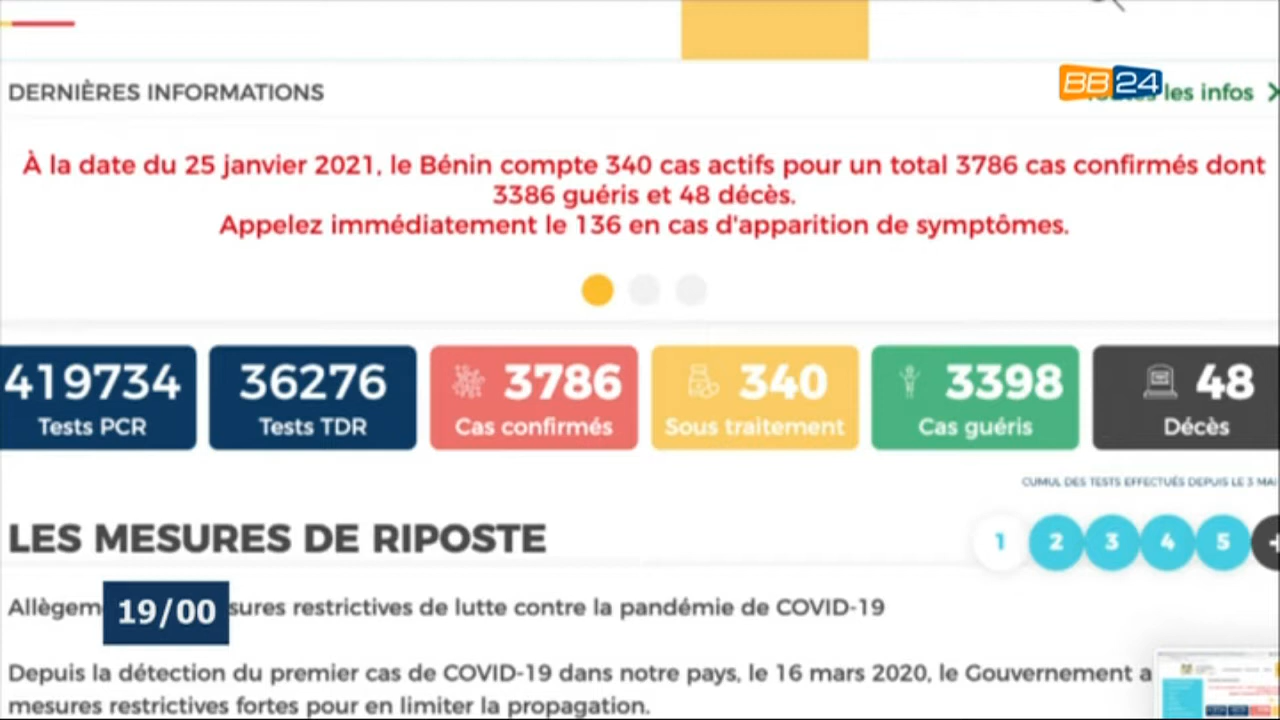 BB24
DERNIÈRES INFORMATIONS
les infos
À la date du 25 janvier 2021, le Bénin compte 340 cas actifs pour un total 3786 cas confirmés dont
3386 guéris et 48 décès.
Appelez immédiatement le 136 en cas d'apparition de symptômes.
419734
Tests PCR
36276
Tests TDR
3786
Cas confirmés
340
Sous traitement
3398
Cas guéris
48
Décès
CUMUL DES TESTS EFFECTUÉS DEPUIS LE 3 MAI
LES MESURES DE RIPOSTE
1 2 3 4 5 +
Allègem sures restrictives de lutte contre la pandémie de COVID-19
19/00
Depuis la détection du premier cas de COVID-19 dans notre pays, le 16 mars 2020, le Gouvernement a
mesures restrictives fortes pour en limiter la propagation.